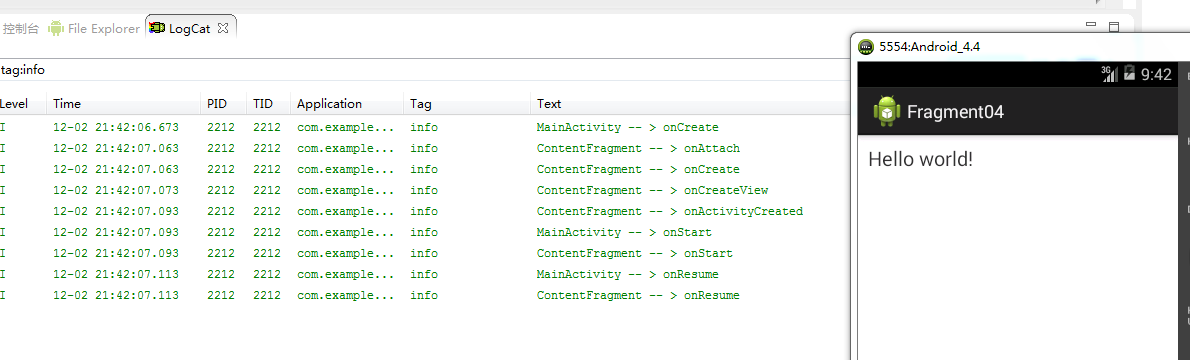 控制台 File Explorer LogCat
tag:info
Level Time PID TID Application Tag Text
I 12-02 21:42:06.673 2212 2212 com.example... info MainActivity -- > onCreate
I 12-02 21:42:07.063 2212 2212 com.example... info ContentFragment -- > onAttach
I 12-02 21:42:07.063 2212 2212 com.example... info ContentFragment -- > onCreate
I 12-02 21:42:07.073 2212 2212 com.example... info ContentFragment -- > onCreateView
I 12-02 21:42:07.093 2212 2212 com.example... info ContentFragment -- > onActivityCreated
I 12-02 21:42:07.093 2212 2212 com.example... info MainActivity -- > onStart
I 12-02 21:42:07.093 2212 2212 com.example... info ContentFragment -- > onStart
I 12-02 21:42:07.113 2212 2212 com.example... info MainActivity -- > onResume
I 12-02 21:42:07.113 2212 2212 com.example... info ContentFragment -- > onResume
5554:Android_4.4
3G 9:42
Fragment04
Hello world!